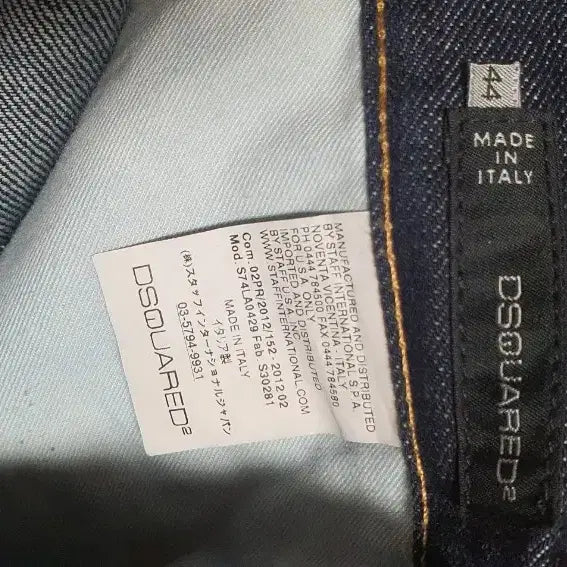 44
MADE
IN
ITALY
DSQUARED2
MANUFACTURED AND DISTRIBUTED
BY STAFF INTERNATIONAL S.P.A.
NOVENTA VICENTINA, ITALY
PH 0444 784500 FAX 0444 784580
FOR U.S.A. ONLY
IMPORTED AND DISTRIBUTED
BY STAFF U.S.A. INC.
WWW.STAFFINTERNATIONAL.COM
Com. 02PR/2012/152 - 2012 02
Mod. S74LA0429 Fab S30281
MADE IN ITALY
イタリア製
(株)スタッフインターナショナルジャパン
03-5794-9931
DSQUARED2